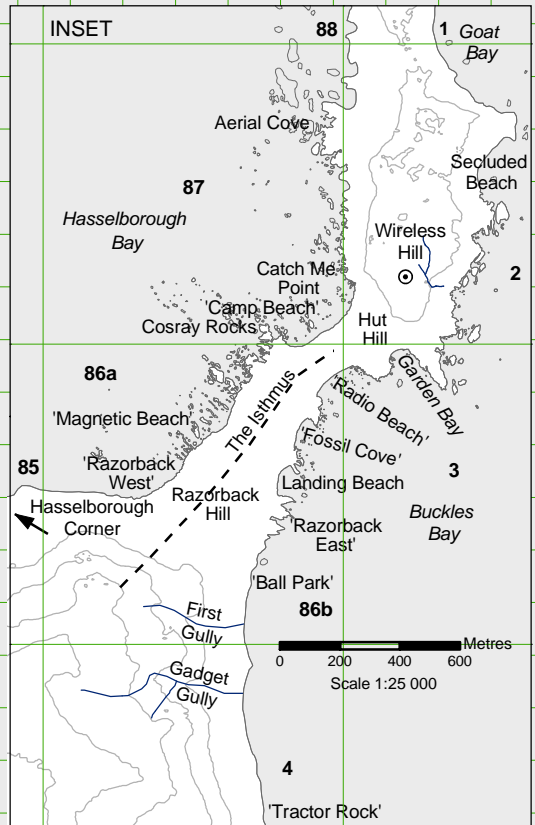 INSET
88
1
Goat
Bay
Aerial Cove
Secluded
Beach
87
Hasselborough
Bay
Wireless
Hill
2
Catch Me
Point
'Camp Beach'
Cosray Rocks
Hut
Hill
86a
The Isthmus
Garden Bay
'Radio Beach'
'Magnetic Beach'
'Fossil Cove'
85
'Razorback
West'
3
Landing Beach
Razorback
Hill
Hasselborough
Corner
Buckles
Bay
'Razorback
East'
'Ball Park'
86b
First
Gully
Metres
0 200 400 600
Scale 1:25 000
Gadget
Gully
4
'Tractor Rock'